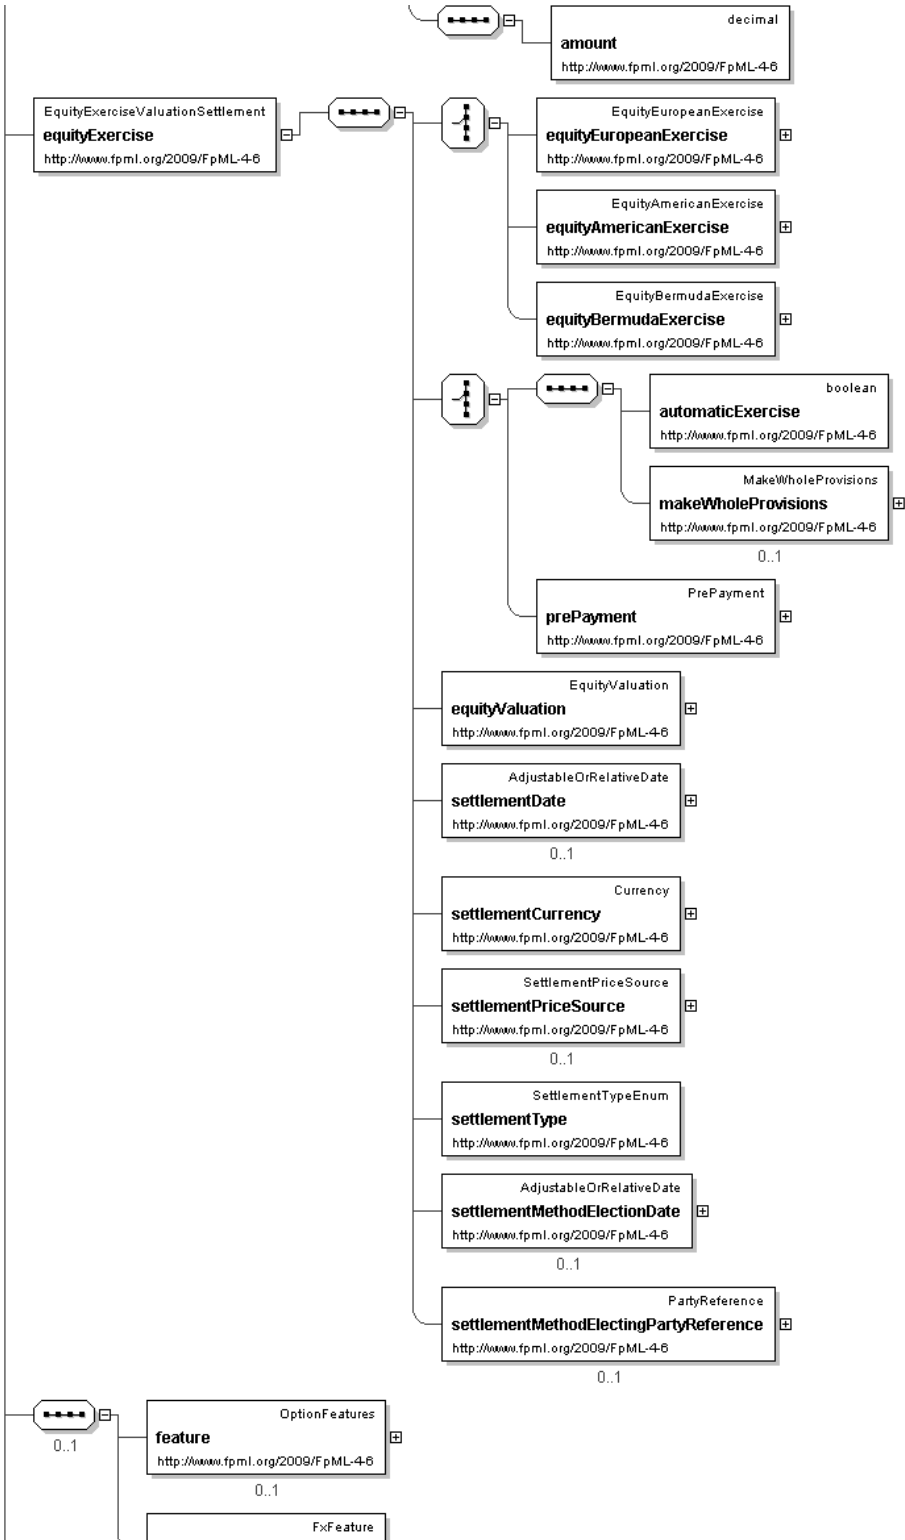 decimal
amount
http://www.fpml.org/2009/FpML-4-6
EquityExerciseValuationSettlement
equityExercise
http://www.fpml.org/2009/FpML-4-6
EquityEuropeanExercise
equityEuropeanExercise
http://www.fpml.org/2009/FpML-4-6
EquityAmericanExercise
equityAmericanExercise
http://www.fpml.org/2009/FpML-4-6
EquityBermudaExercise
equityBermudaExercise
http://www.fpml.org/2009/FpML-4-6
boolean
automaticExercise
http://www.fpml.org/2009/FpML-4-6
MakeWholeProvisions
makeWholeProvisions
http://www.fpml.org/2009/FpML-4-6
0..1
PrePayment
prePayment
http://www.fpml.org/2009/FpML-4-6
EquityValuation
equityValuation
http://www.fpml.org/2009/FpML-4-6
AdjustableOrRelativeDate
settlementDate
http://www.fpml.org/2009/FpML-4-6
0..1
Currency
settlementCurrency
http://www.fpml.org/2009/FpML-4-6
SettlementPriceSource
settlementPriceSource
http://www.fpml.org/2009/FpML-4-6
0..1
SettlementTypeEnum
settlementType
http://www.fpml.org/2009/FpML-4-6
AdjustableOrRelativeDate
settlementMethodElectionDate
http://www.fpml.org/2009/FpML-4-6
0..1
PartyReference
settlementMethodElectingPartyReference
http://www.fpml.org/2009/FpML-4-6
0..1
0..1
OptionFeatures
feature
http://www.fpml.org/2009/FpML-4-6
0..1
FxFeature